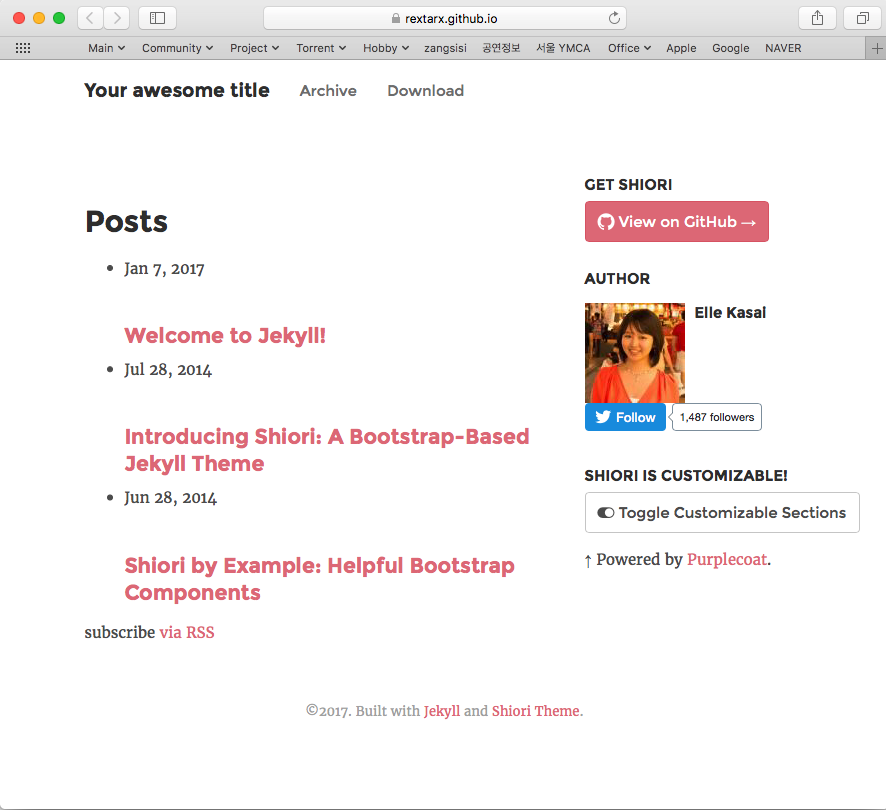 rextarx.github.io
Main Community Project Torrent Hobby zangsisi 공연정보 서울 YMCA Office Apple Google NAVER
Your awesome title Archive Download
Posts
Jan 7, 2017
Welcome to Jekyll!
Jul 28, 2014
Introducing Shiori: A Bootstrap-Based
Jekyll Theme
Jun 28, 2014
Shiori by Example: Helpful Bootstrap
Components
subscribe via RSS
GET SHIORI
View on GitHub →
AUTHOR
Elle Kasai
Follow 1,487 followers
SHIORI IS CUSTOMIZABLE!
Toggle Customizable Sections
↑ Powered by Purplecoat.
©2017. Built with Jekyll and Shiori Theme.